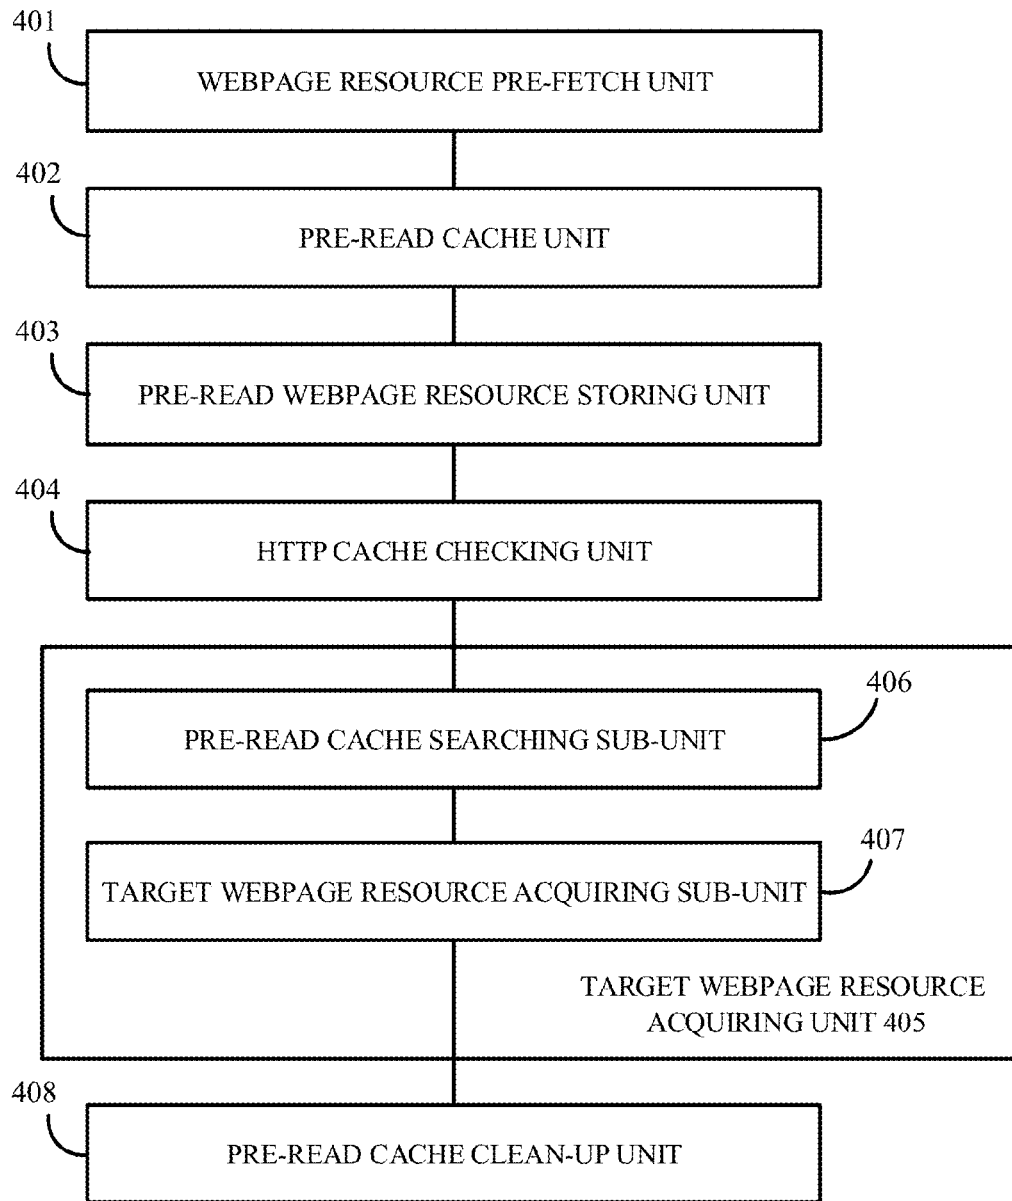 401
WEBPAGE RESOURCE PRE-FETCH UNIT
402
PRE-READ CACHE UNIT
403
PRE-READ WEBPAGE RESOURCE STORING UNIT
404
HTTP CACHE CHECKING UNIT
406
PRE-READ CACHE SEARCHING SUB-UNIT
407
TARGET WEBPAGE RESOURCE ACQUIRING SUB-UNIT
TARGET WEBPAGE RESOURCE
ACQUIRING UNIT 405
408
PRE-READ CACHE CLEAN-UP UNIT